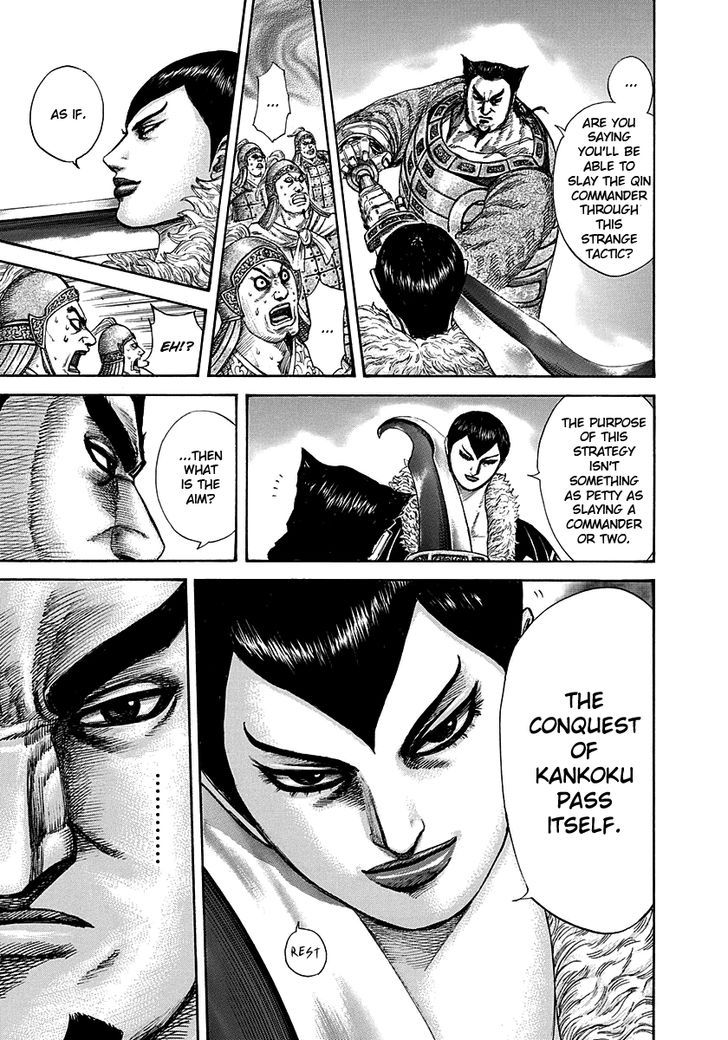 ...
ARE YOU
SAYING
YOU'LL BE
ABLE TO
SLAY THE QIN
COMMANDER
THROUGH
THIS
STRANGE
TACTIC?
...
...
AS IF.
EH!?
THE PURPOSE
OF THIS
STRATEGY
ISN'T
SOMETHING
AS PETTY AS
SLAYING A
COMMANDER
OR TWO.
...THEN
WHAT
IS THE
AIM?
THE
CONQUEST
OF
KANKOKU
PASS
ITSELF.
REST
..........